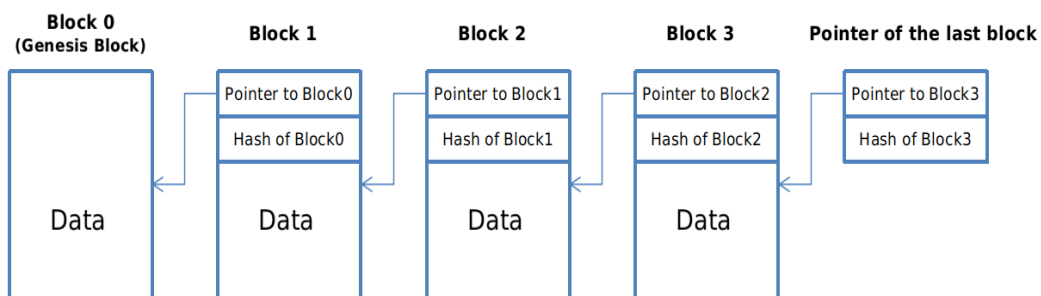 Block 0
(Genesis Block)
Block 1
Block 2
Block 3
Pointer of the last block
Pointer to Block0
Pointer to Block1
Pointer to Block2
Pointer to Block3
Hash of Block0
Hash of Block1
Hash of Block2
Hash of Block3
Data
Data
Data
Data